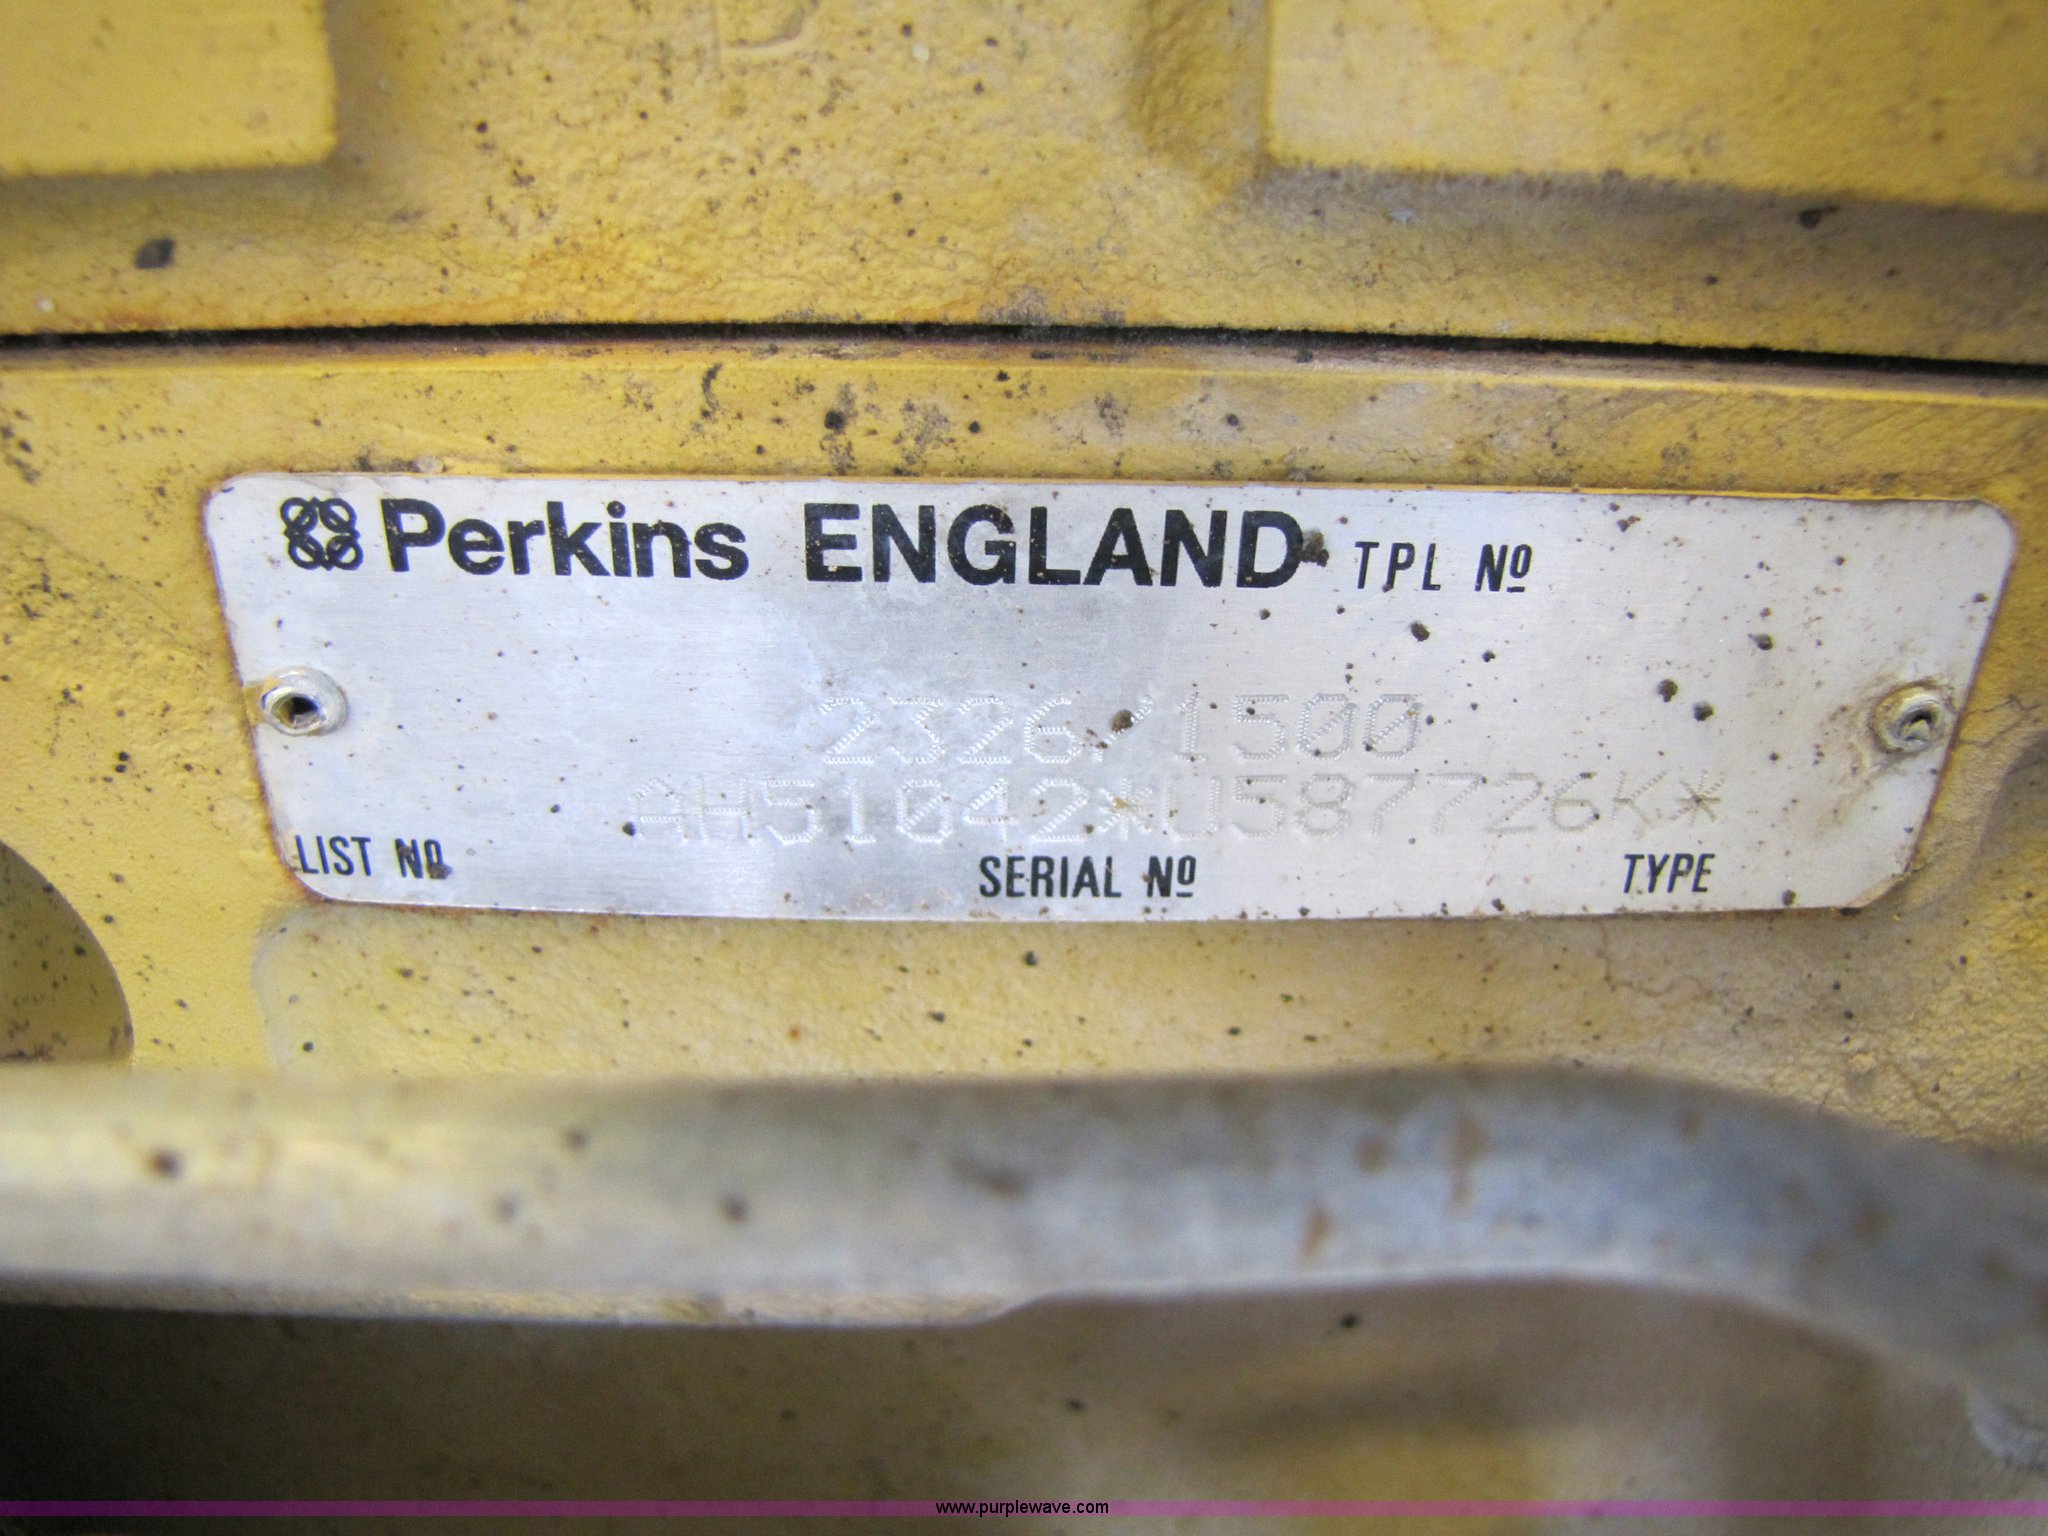 Perkins ENGLAND TPL Nº
2326/1500
AH51042*U587726K*
LIST Nº SERIAL Nº TYPE
www.purplewave.com